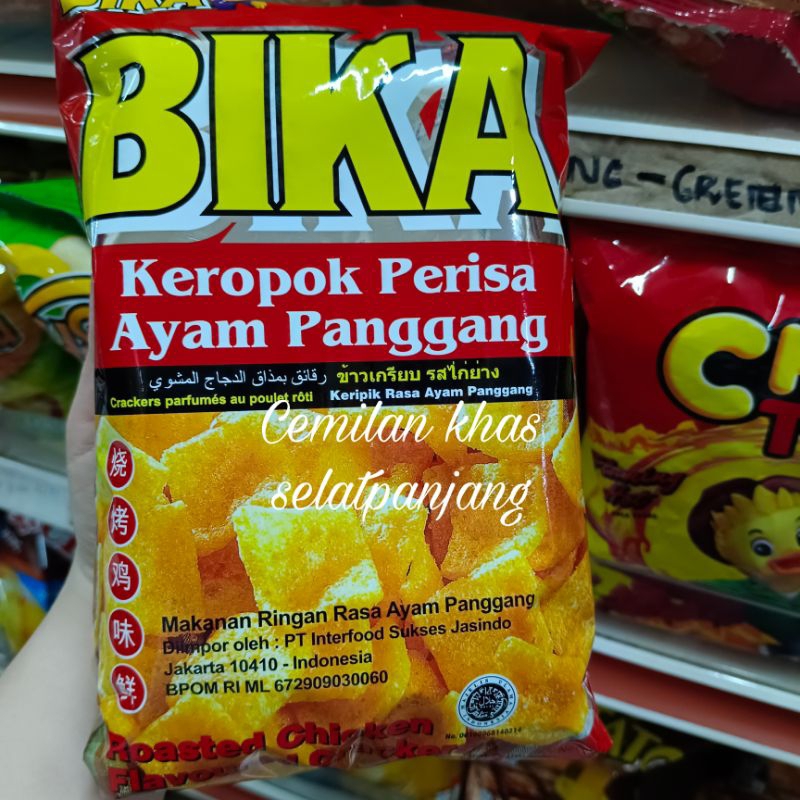 BIKA
BIKA
Keropok Perisa
Ayam Panggang
رقائق بمذاق الدجاج المشوي
ข้าวเกรียบ รสไก่ย่าง
Crackers parfumés au poulet rôti
Keripik Rasa Ayam Panggang
Cemilan khas
selatpanjang
烧
烤
鸡
味
鲜
Makanan Ringan Rasa Ayam Panggang
Diimpor oleh : PT Interfood Sukses Jasindo
Jakarta 10410 - Indonesia
BPOM RI ML 672909030060
Roasted Chicken
Flavoured Cracker